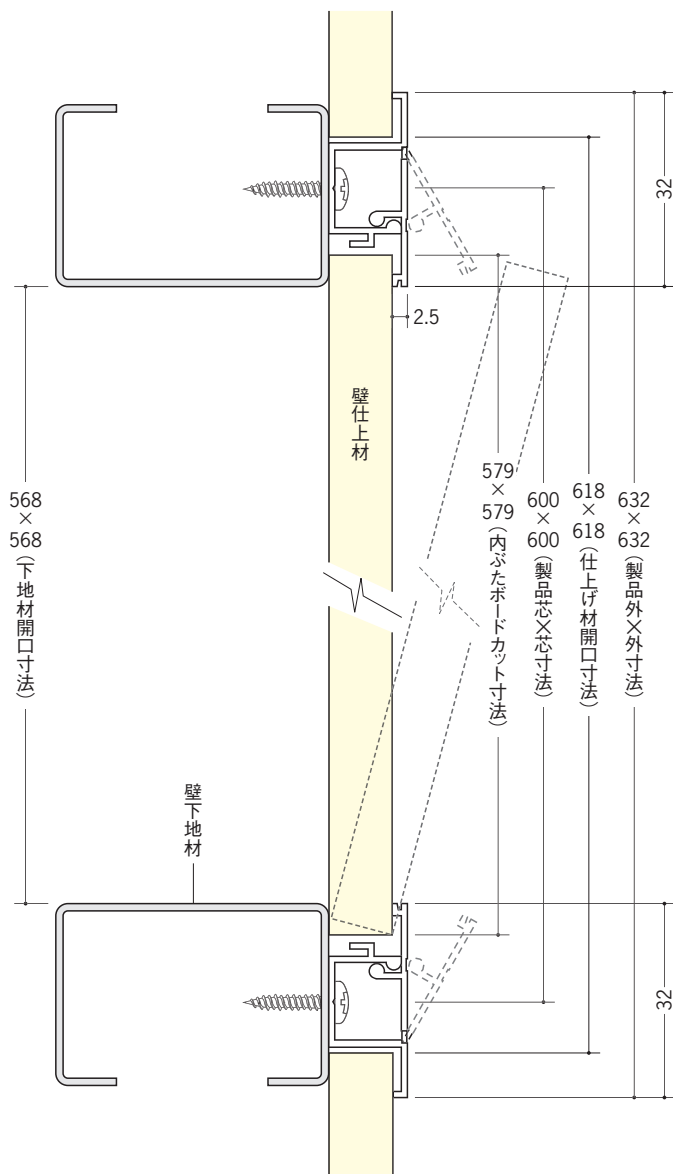 32
2.5
壁仕上材
568
×
568(下地材開口寸法)
579
×
579(内ぶたボードカット寸法)
600
×
600(製品芯×芯寸法)
618
×
618(仕上げ材開口寸法)
632
×
632(製品外×外寸法)
壁下地材
32